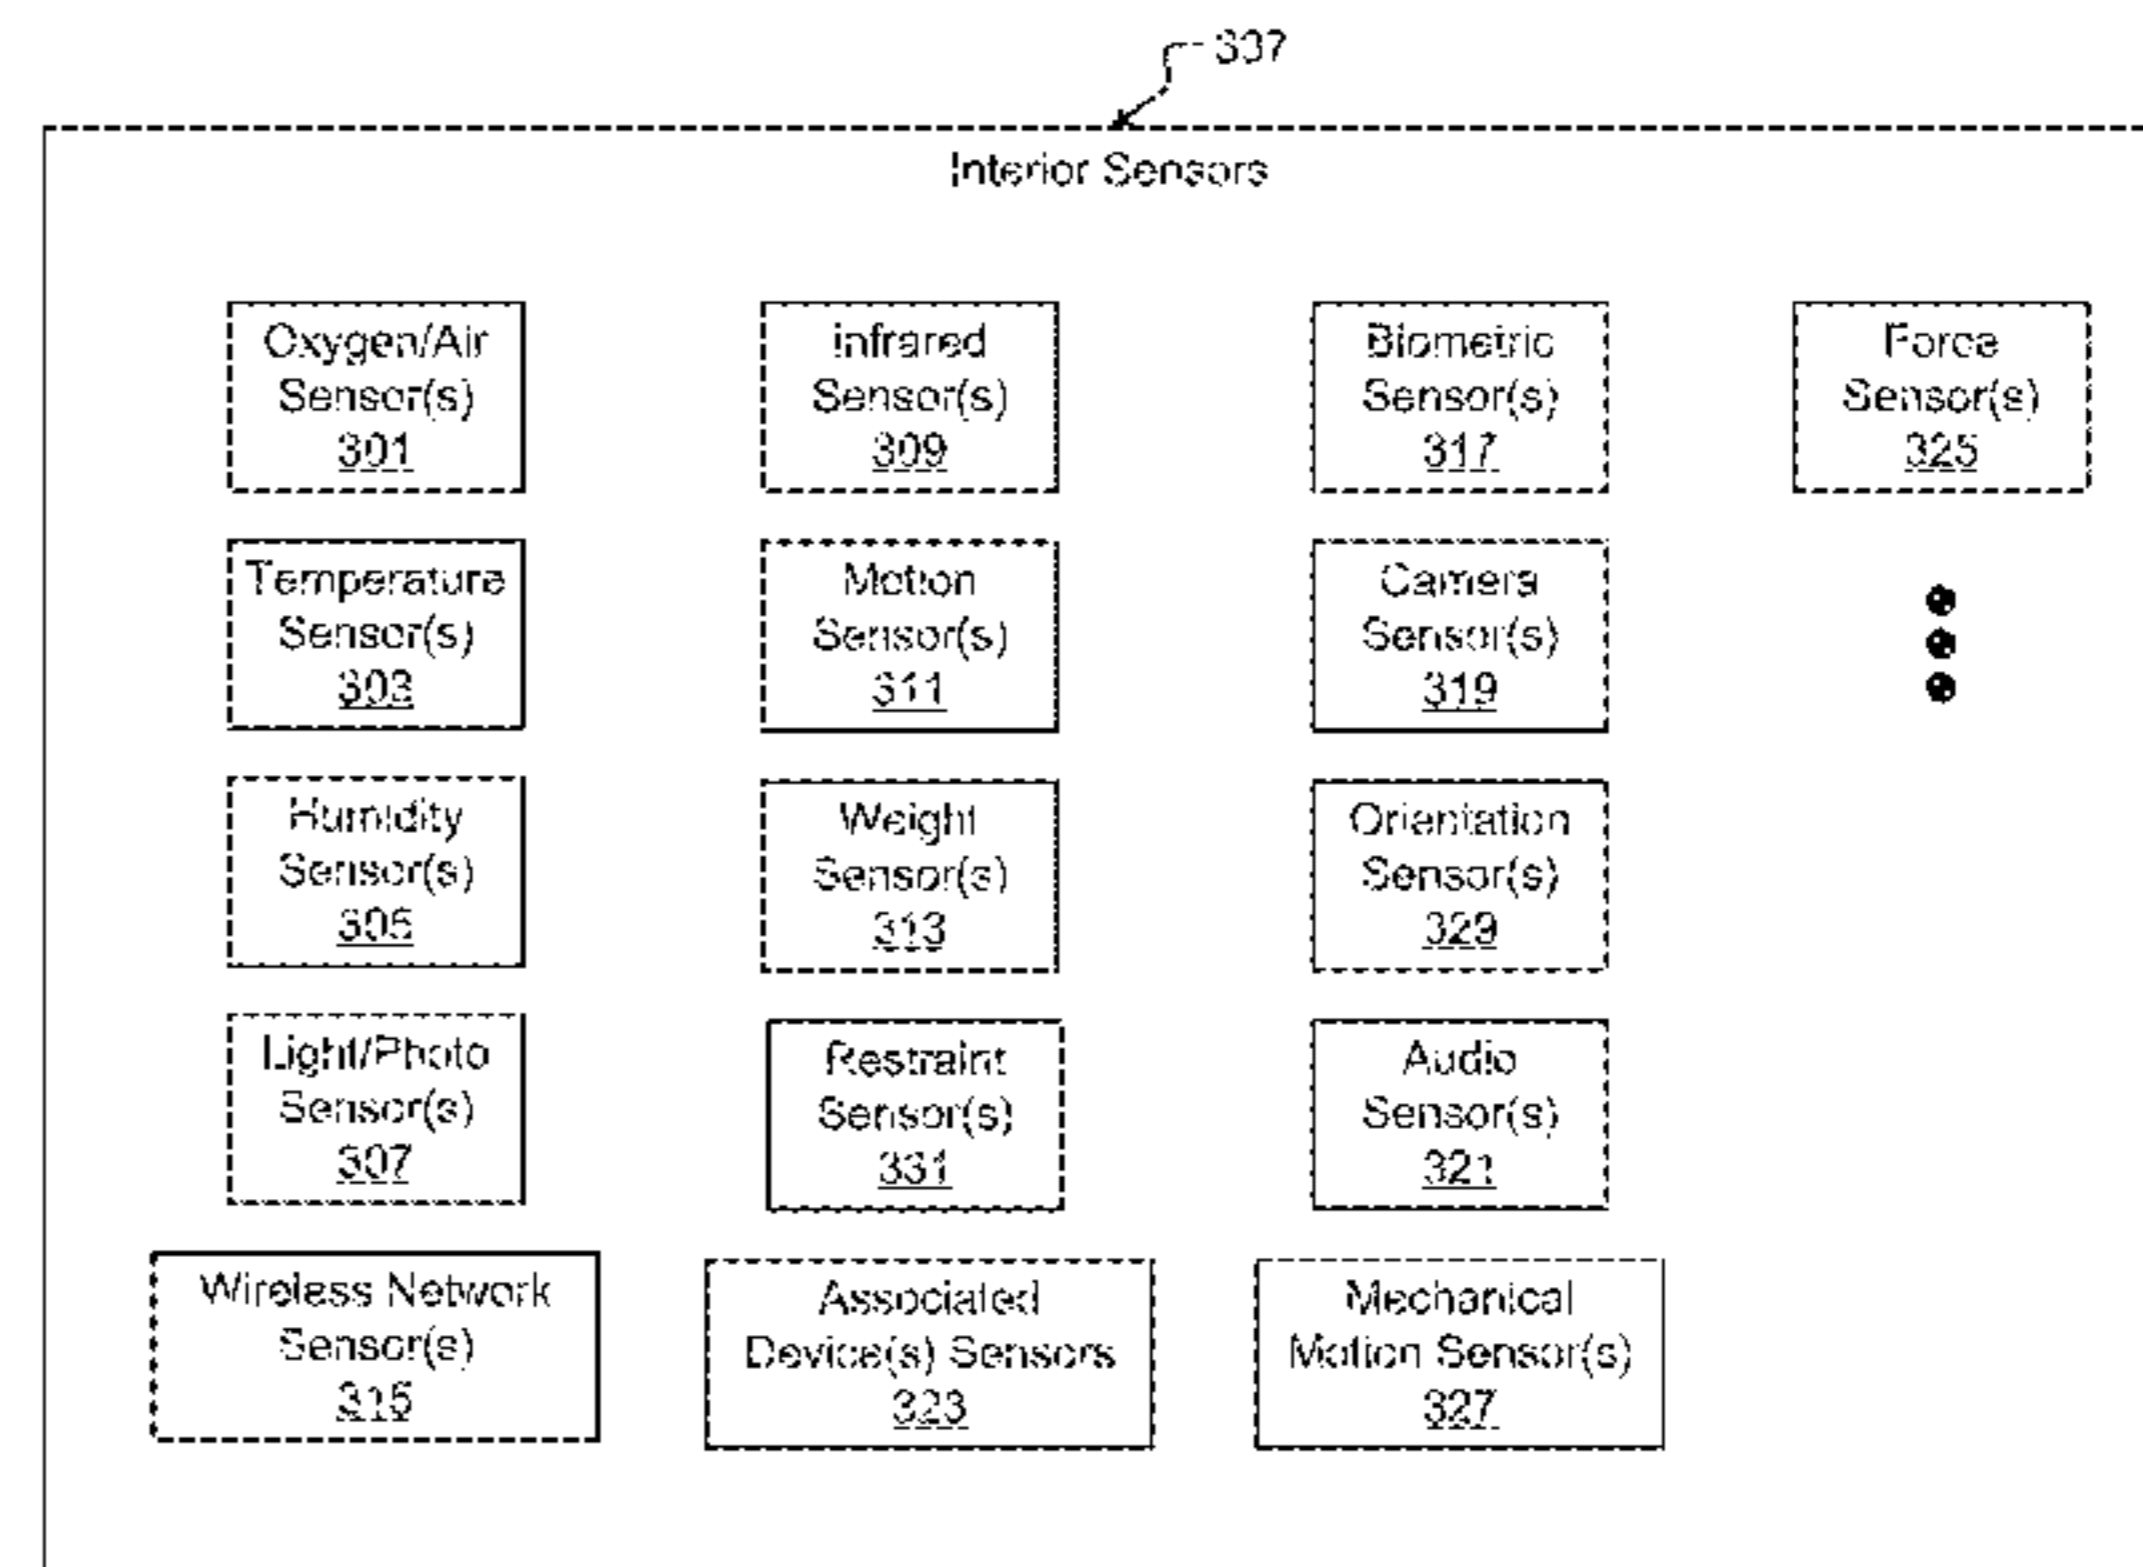 337
Interior Sensors
Oxygen/Air
Sensor(s)
301
Temperature
Sensor(s)
303
Humidity
Sensor(s)
305
Light/Photo
Sensor(s)
307
Wireless Network
Sensor(s)
315
Infrared
Sensor(s)
309
Motion
Sensor(s)
311
Weight
Sensor(s)
313
Restraint
Sensor(s)
331
Associated
Device(s) Sensors
323
Biometric
Sensor(s)
317
Camera
Sensor(s)
319
Orientation
Sensor(s)
329
Audio
Sensor(s)
321
Mechanical
Motion Sensor(s)
327
Force
Sensor(s)
325